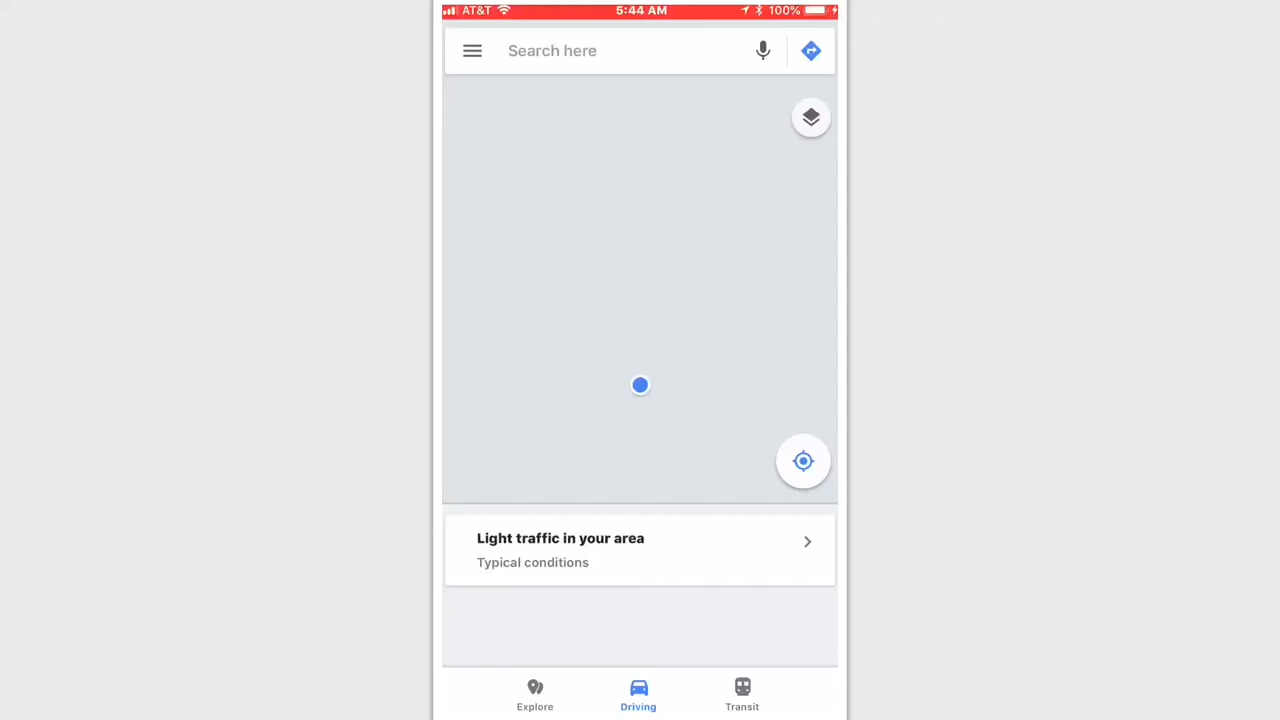 AT&T 5:44 AM 100%
Search here
Light traffic in your area
Typical conditions
Explore Driving Transit